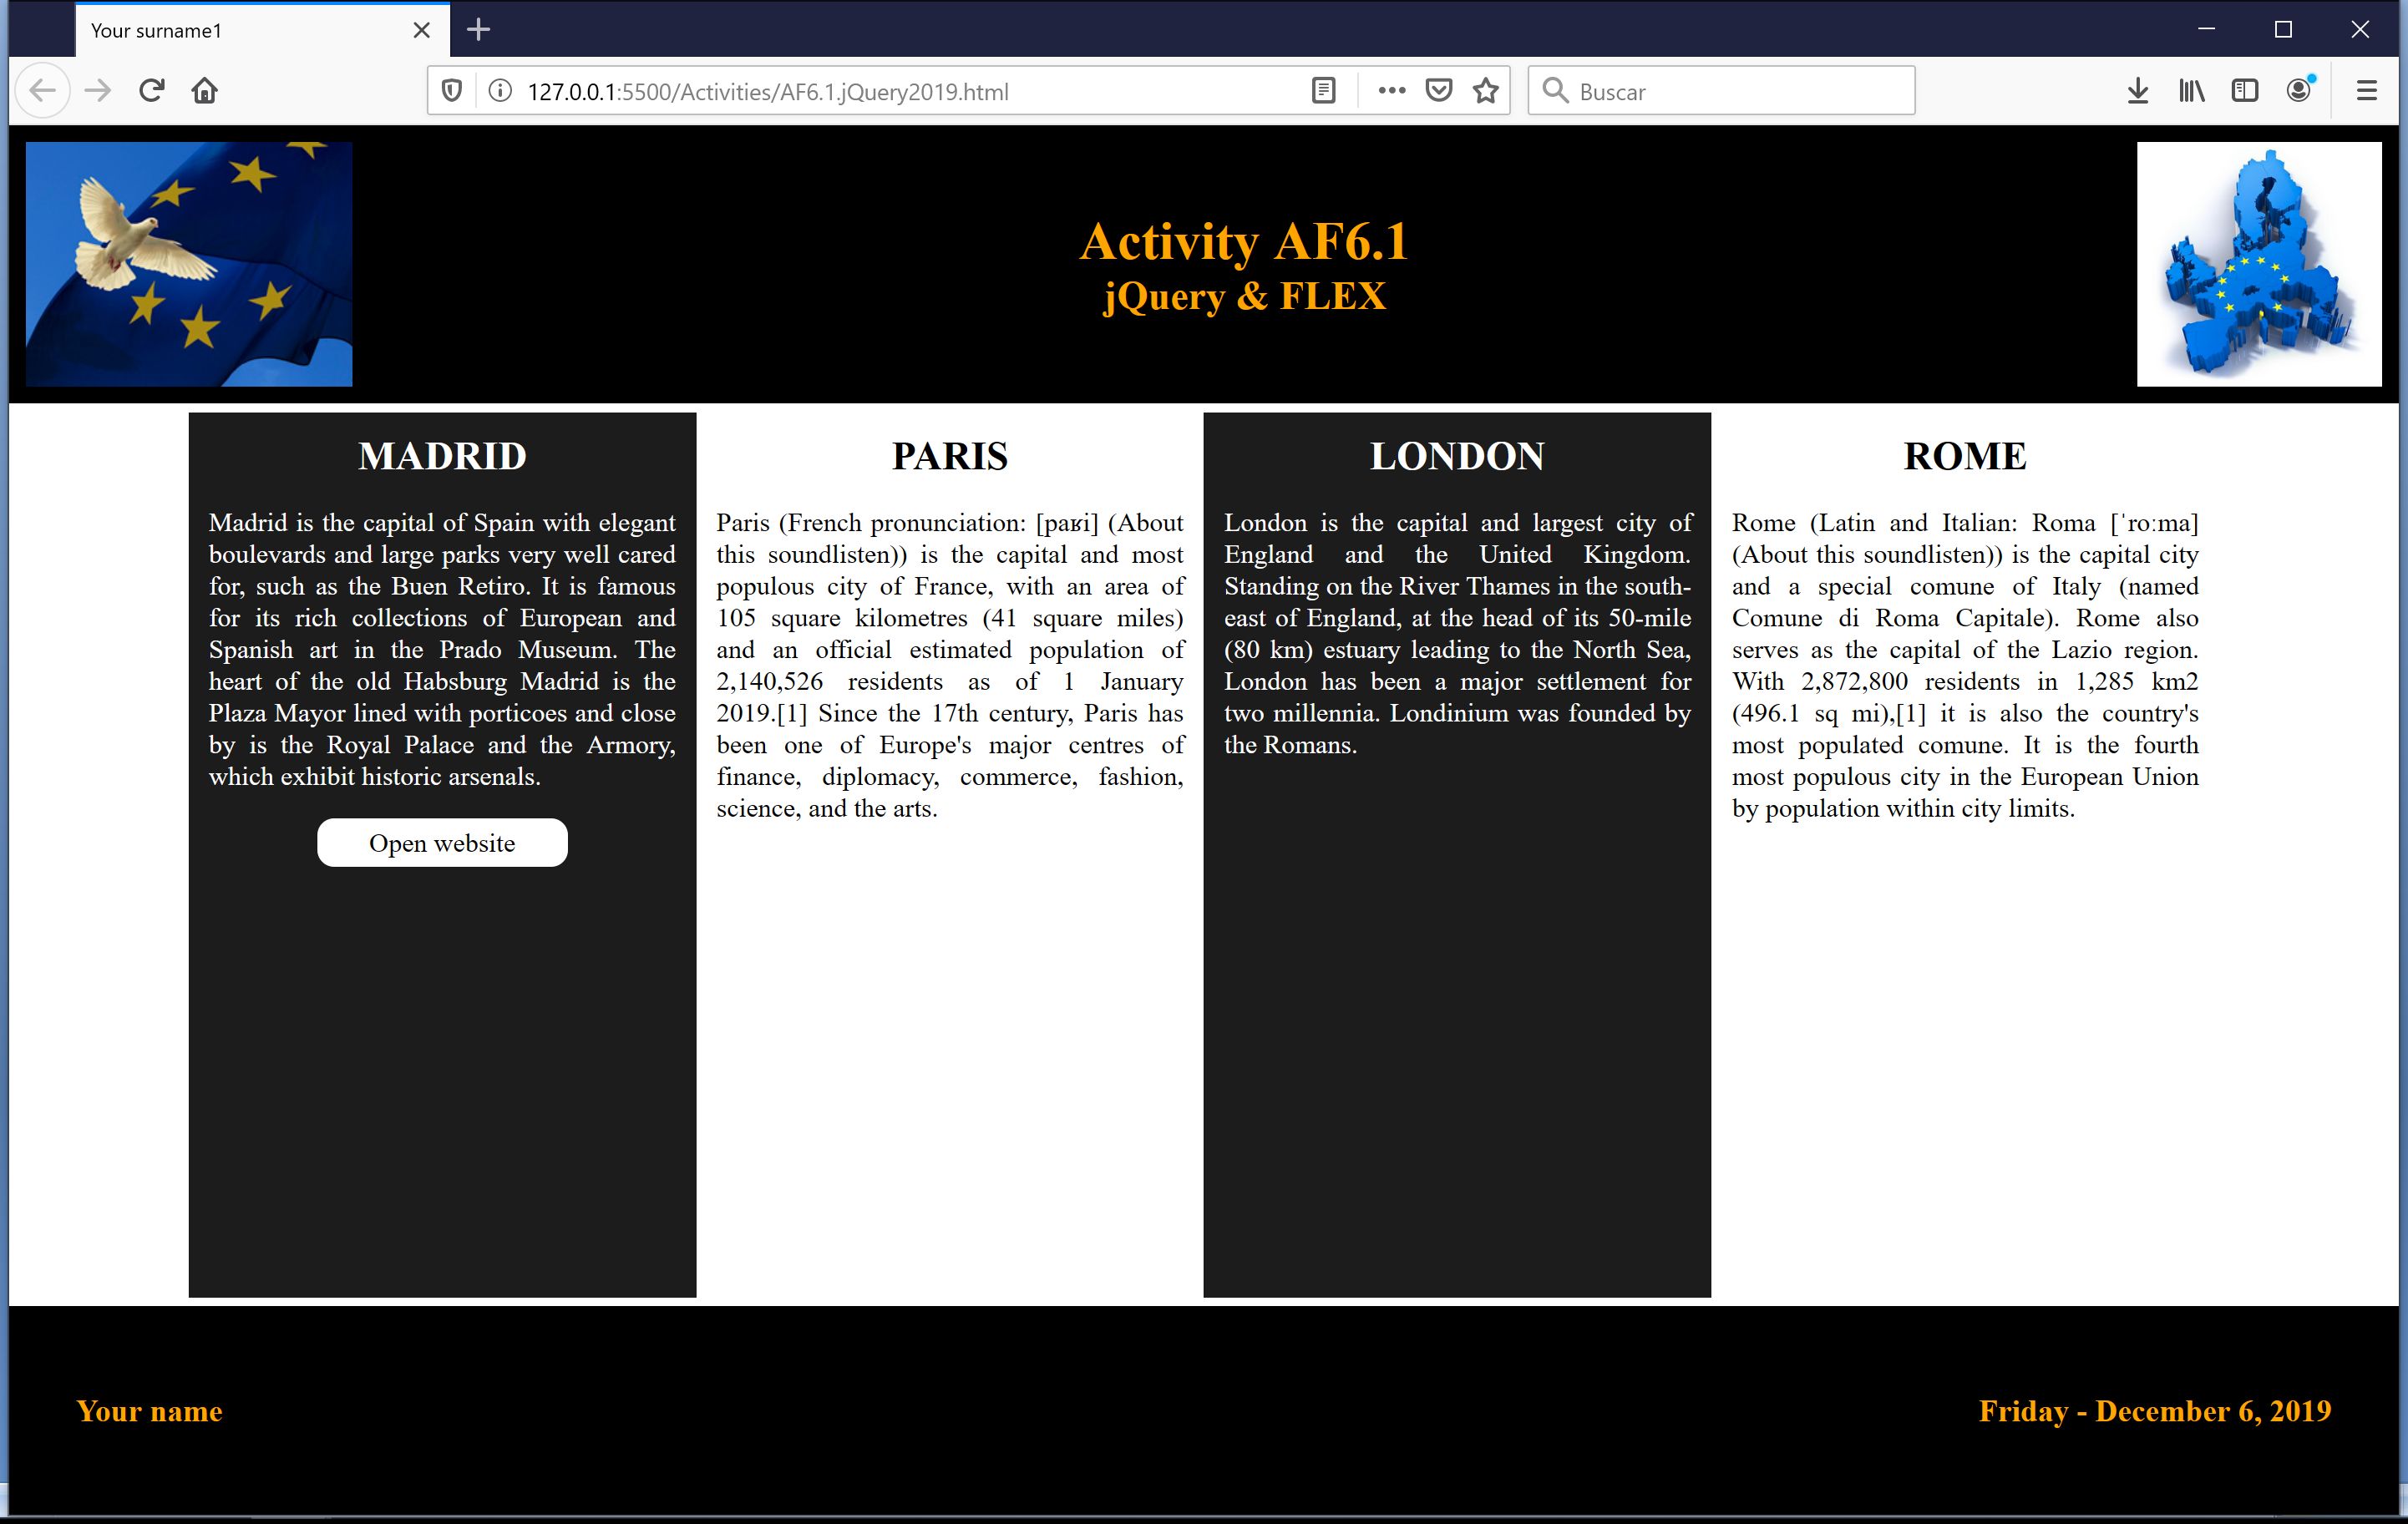 Your surname1
127.0.0.1:5500/Activities/AF6.1.jQuery2019.html
Buscar
Activity AF6.1
jQuery & FLEX
MADRID
Madrid is the capital of Spain with elegant
boulevards and large parks very well cared
for, such as the Buen Retiro. It is famous
for its rich collections of European and
Spanish art in the Prado Museum. The
heart of the old Habsburg Madrid is the
Plaza Mayor lined with porticoes and close
by is the Royal Palace and the Armory,
which exhibit historic arsenals.
Open website
PARIS
Paris (French pronunciation: [paʁi] (About
this soundlisten)) is the capital and most
populous city of France, with an area of
105 square kilometres (41 square miles)
and an official estimated population of
2,140,526 residents as of 1 January
2019.[1] Since the 17th century, Paris has
been one of Europe's major centres of
finance, diplomacy, commerce, fashion,
science, and the arts.
LONDON
London is the capital and largest city of
England and the United Kingdom.
Standing on the River Thames in the south-
east of England, at the head of its 50-mile
(80 km) estuary leading to the North Sea,
London has been a major settlement for
two millennia. Londinium was founded by
the Romans.
ROME
Rome (Latin and Italian: Roma [ˈroːma]
(About this soundlisten)) is the capital city
and a special comune of Italy (named
Comune di Roma Capitale). Rome also
serves as the capital of the Lazio region.
With 2,872,800 residents in 1,285 km2
(496.1 sq mi),[1] it is also the country's
most populated comune. It is the fourth
most populous city in the European Union
by population within city limits.
Your name
Friday - December 6, 2019